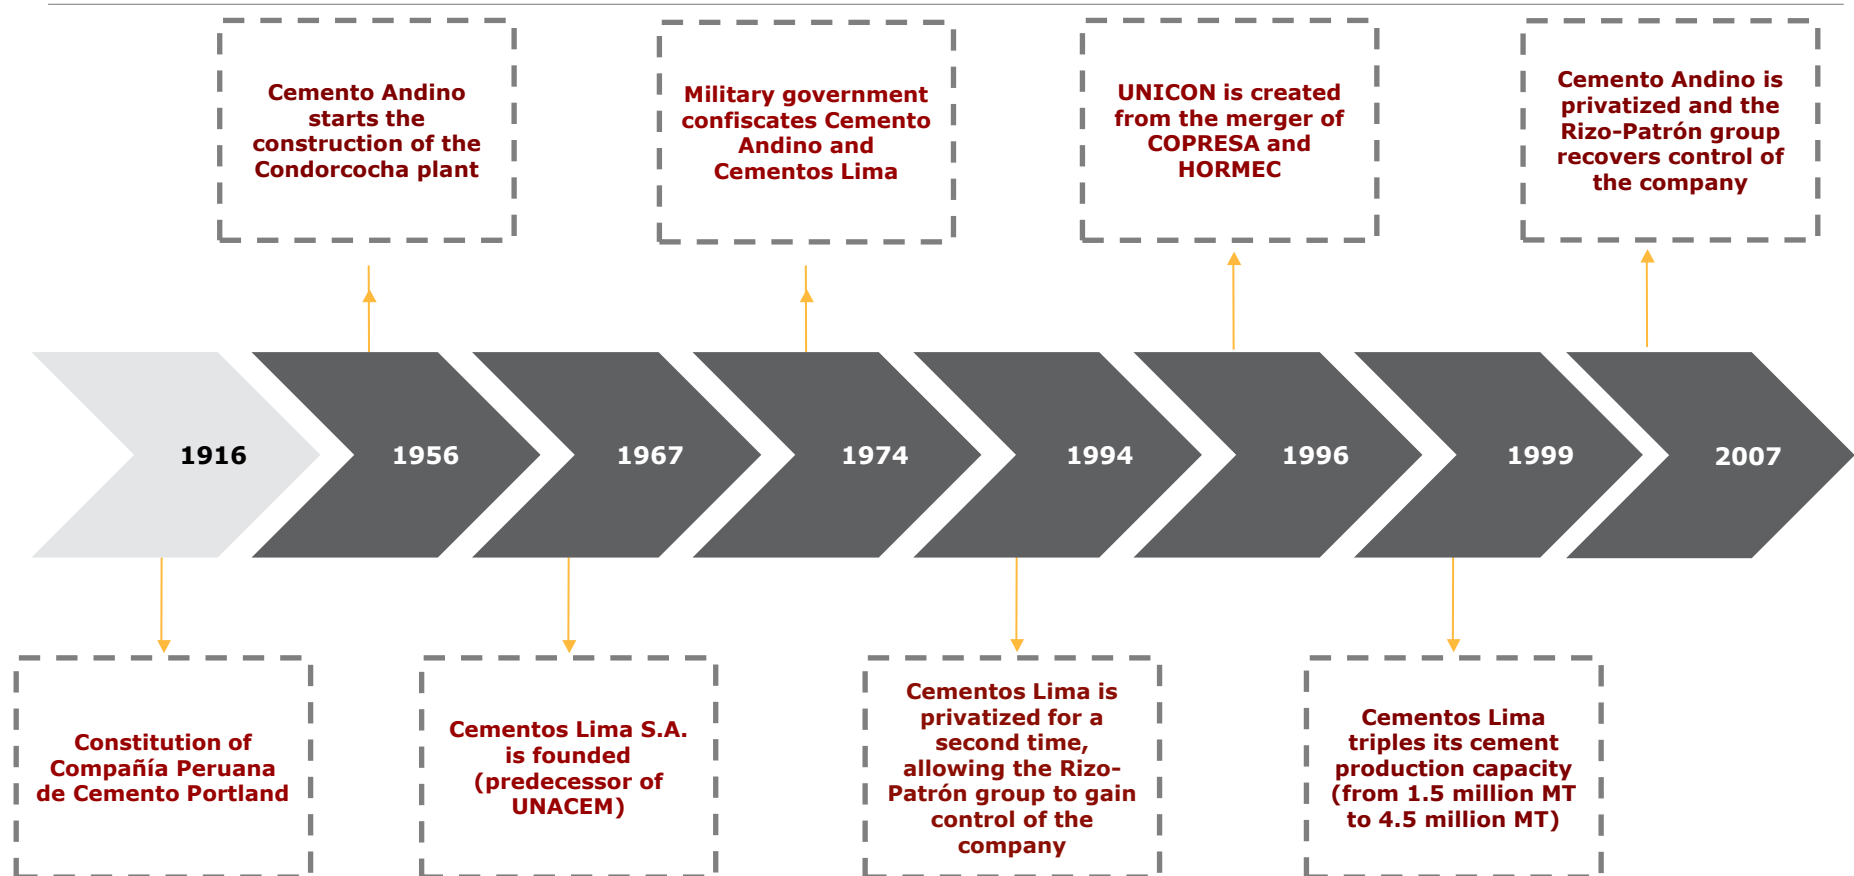 Cemento Andino
starts the
construction of the
Condorcocha plant
Military government
confiscates Cemento
Andino and
Cementos Lima
UNICON is created
from the merger of
COPRESA and
HORMEC
Cemento Andino is
privatized and the
Rizo-Patrón group
recovers control of
the company
1916
1956
1967
1974
1994
1996
1999
2007
Constitution of
Compañía Peruana
de Cemento Portland
Cementos Lima S.A.
is founded
(predecessor of
UNACEM)
Cementos Lima is
privatized for a
second time,
allowing the Rizo-
Patrón group to gain
control of the
company
Cementos Lima
triples its cement
production capacity
(from 1.5 million MT
to 4.5 million MT)